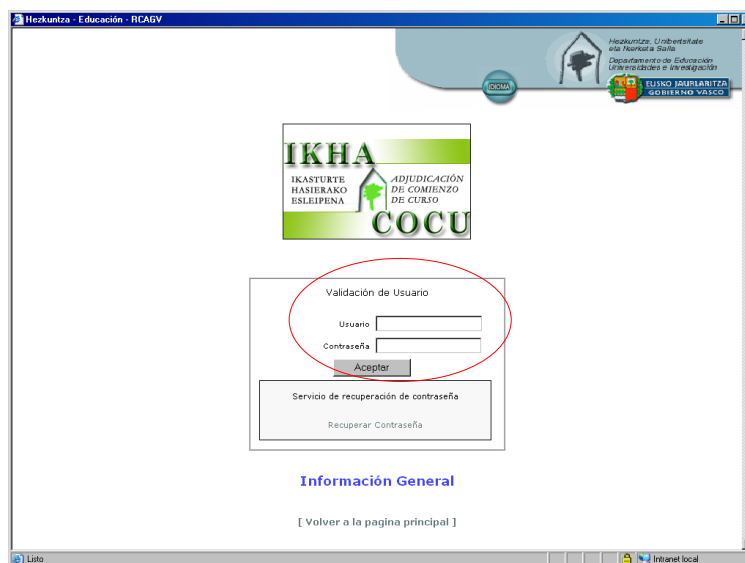 Hezkuntza - Educación - RCAGV
Hezkuntza, Unibertsitate
eta Ikerketa Saila
Departamento de Educación
Universidades e Investigación
IDIOMA
EUSKO JAURLARITZA
GOBIERNO VASCO
IKHA
IKASTURTE
HASIERAKO
ESLEIPENA
ADJUDICACIÓN
DE COMIENZO
DE CURSO
COCU
Validación de Usuario
Usuario
Contraseña
Aceptar
Servicio de recuperación de contraseña
Recuperar Contraseña
Información General
[ Volver a la pagina principal ]
Listo
Intranet local